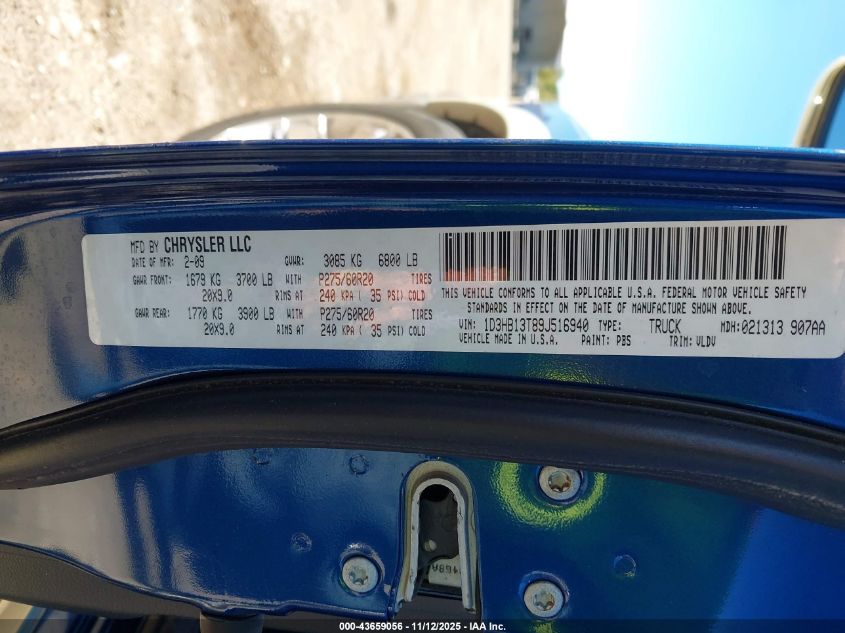 MFD BY CHRYSLER LLC
DATE OF MFR: 2-09 GVWR: 3085 KG 6800 LB
GAWR FRONT: 1679 KG 3700 LB WITH P275/60R20 TIRES
20X9.0 RIMS AT 240 KPA ( 35 PSI) COLD
GAWR REAR: 1770 KG 3900 LB WITH P275/60R20 TIRES
20X9.0 RIMS AT 240 KPA ( 35 PSI) COLD
THIS VEHICLE CONFORMS TO ALL APPLICABLE U.S.A. FEDERAL MOTOR VEHICLE SAFETY
STANDARDS IN EFFECT ON THE DATE OF MANUFACTURE SHOWN ABOVE.
VIN: 1D3HB13T89J516940 TYPE: TRUCK MDH: 021313 907AA
VEHICLE MADE IN U.S.A. PAINT: PBS TRIM: VLDV
000-43659056 - 11/12/2025 - IAA Inc.